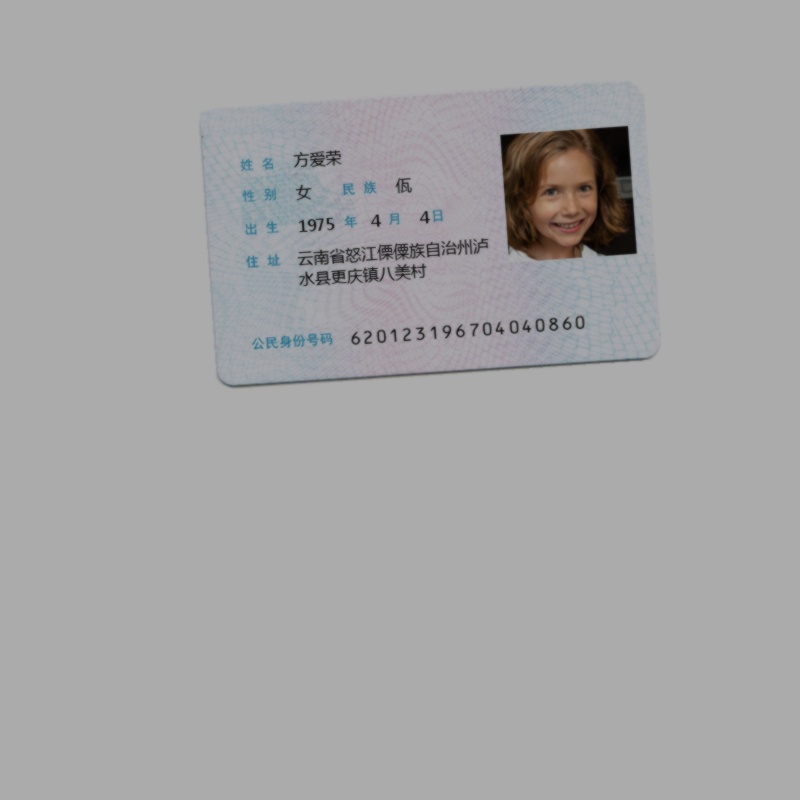 姓名 方爱荣
性别 女 民族 佤
出生 1975 年 4 月 4日
住址 云南省怒江傈僳族自治州泸
水县更庆镇八美村
公民身份号码 620123196704040860